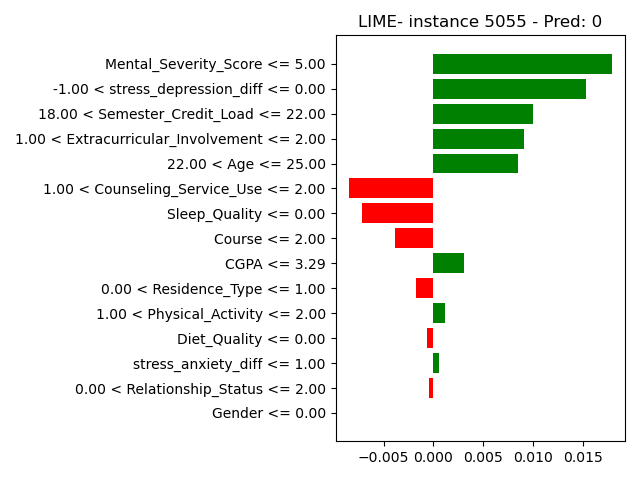 LIME- instance 5055 - Pred: 0
Mental_Severity_Score <= 5.00
-1.00 < stress_depression_diff <= 0.00
18.00 < Semester_Credit_Load <= 22.00
1.00 < Extracurricular_Involvement <= 2.00
22.00 < Age <= 25.00
1.00 < Counseling_Service_Use <= 2.00
Sleep_Quality <= 0.00
Course <= 2.00
CGPA <= 3.29
0.00 < Residence_Type <= 1.00
1.00 < Physical_Activity <= 2.00
Diet_Quality <= 0.00
stress_anxiety_diff <= 1.00
0.00 < Relationship_Status <= 2.00
Gender <= 0.00
−0.005 0.000 0.005 0.010 0.015